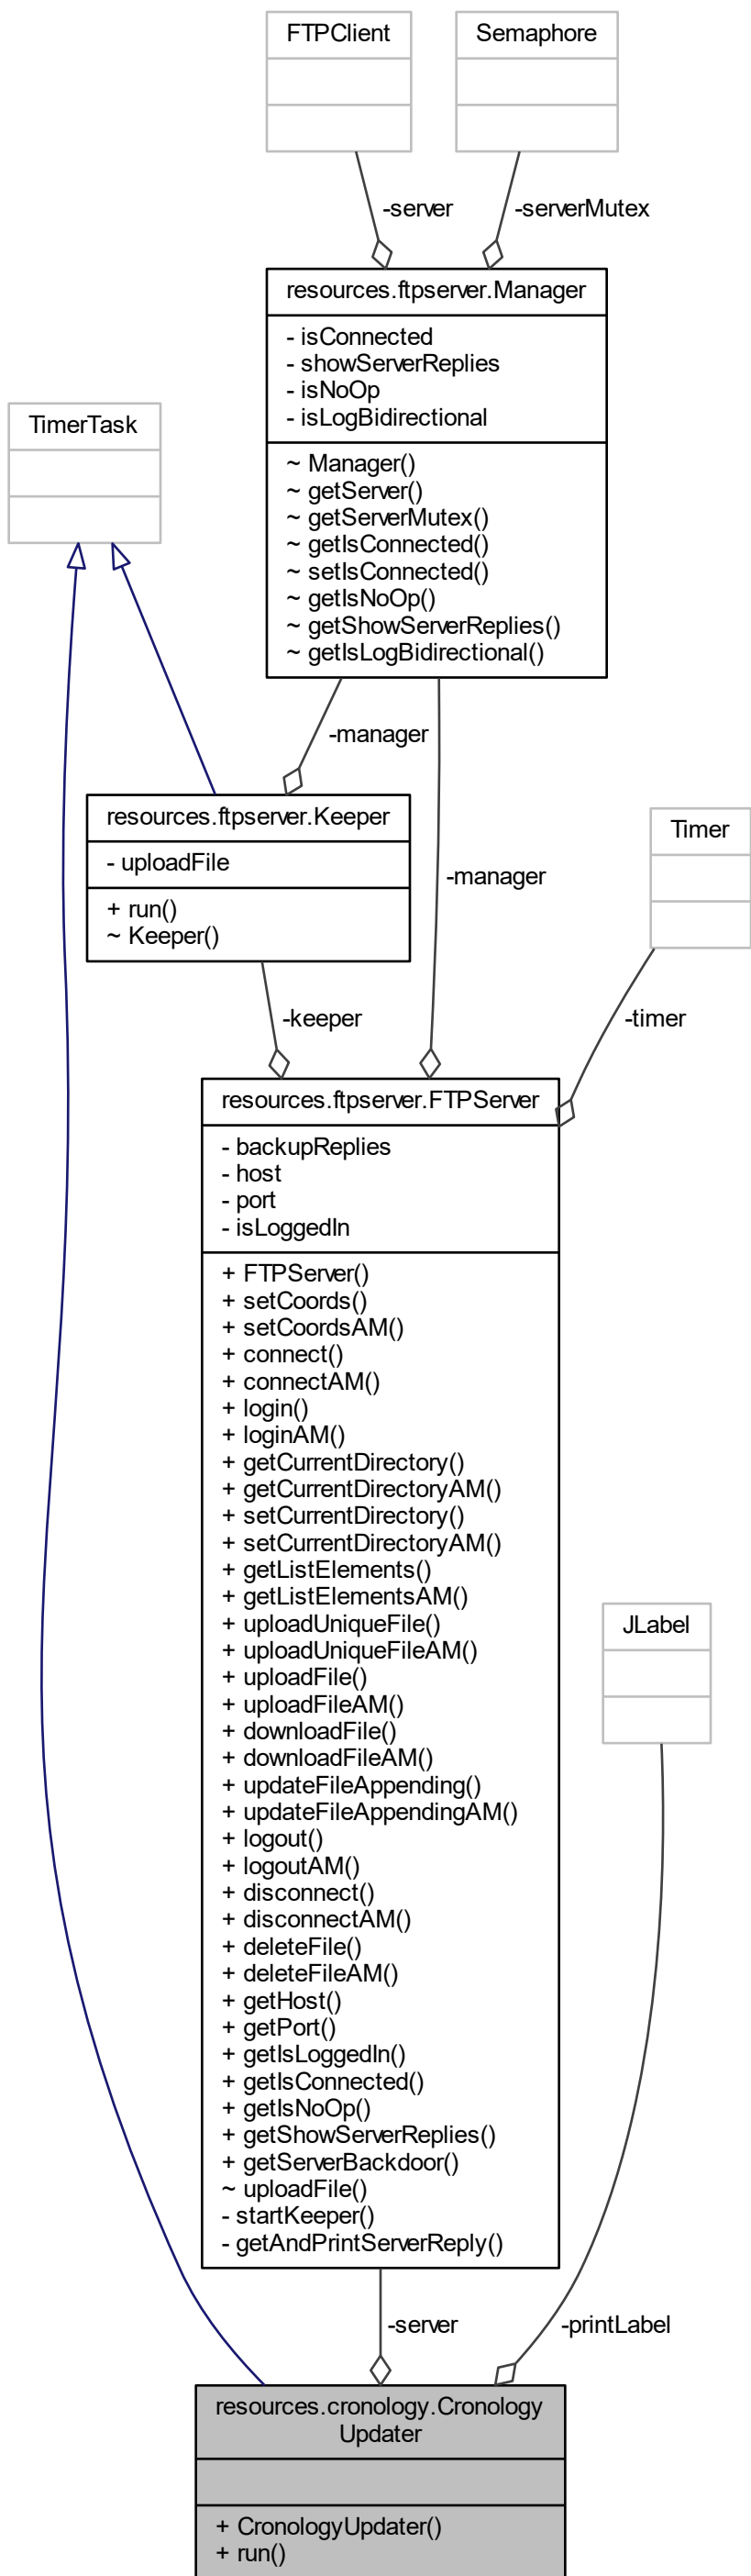 FTPClient
Semaphore
-server
-serverMutex
resources.ftpserver.Manager
- isConnected
- showServerReplies
- isNoOp
- isLogBidirectional
~ Manager()
~ getServer()
~ getServerMutex()
~ getIsConnected()
~ setIsConnected()
~ getIsNoOp()
~ getShowServerReplies()
~ getIsLogBidirectional()
TimerTask
-manager
resources.ftpserver.Keeper
- uploadFile
+ run()
~ Keeper()
-manager
Timer
-keeper
-timer
resources.ftpserver.FTPServer
- backupReplies
- host
- port
- isLoggedIn
+ FTPServer()
+ setCoords()
+ setCoordsAM()
+ connect()
+ connectAM()
+ login()
+ loginAM()
+ getCurrentDirectory()
+ getCurrentDirectoryAM()
+ setCurrentDirectory()
+ setCurrentDirectoryAM()
+ getListElements()
+ getListElementsAM()
+ uploadUniqueFile()
+ uploadUniqueFileAM()
+ uploadFile()
+ uploadFileAM()
+ downloadFile()
+ downloadFileAM()
+ updateFileAppending()
+ updateFileAppendingAM()
+ logout()
+ logoutAM()
+ disconnect()
+ disconnectAM()
+ deleteFile()
+ deleteFileAM()
+ getHost()
+ getPort()
+ getIsLoggedIn()
+ getIsConnected()
+ getIsNoOp()
+ getShowServerReplies()
+ getServerBackdoor()
~ uploadFile()
- startKeeper()
- getAndPrintServerReply()
JLabel
-server
-printLabel
resources.cronology.Cronology
Updater
+ CronologyUpdater()
+ run()